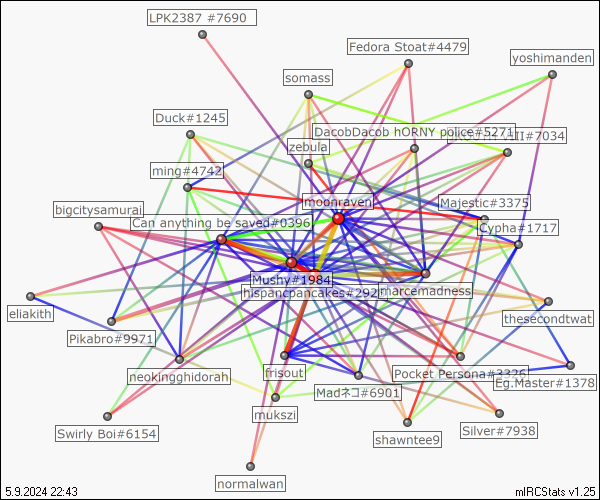 LPK2387 #7690
Fedora Stoat#4479
yoshimanden
somass
Duck#1245
DacobDacob hORNY police#5271
II#7034
zebula
ming#4742
moonraven
Majestic#3375
bigcitysamurai
Can anything be saved#0396
Cypha#1717
Mushy#1984
hispancpancakes#292
marcemadness
eliakith
thesecondtwat
Pikabro#9971
neokingghidorah
frisout
Pocket Persona#3326
Eg.Master#1378
Madネコ#6901
mukszi
Swirly Boi#6154
shawntee9
Silver#7938
normalwan
5.9.2024 22:43
mIRCStats v1.25